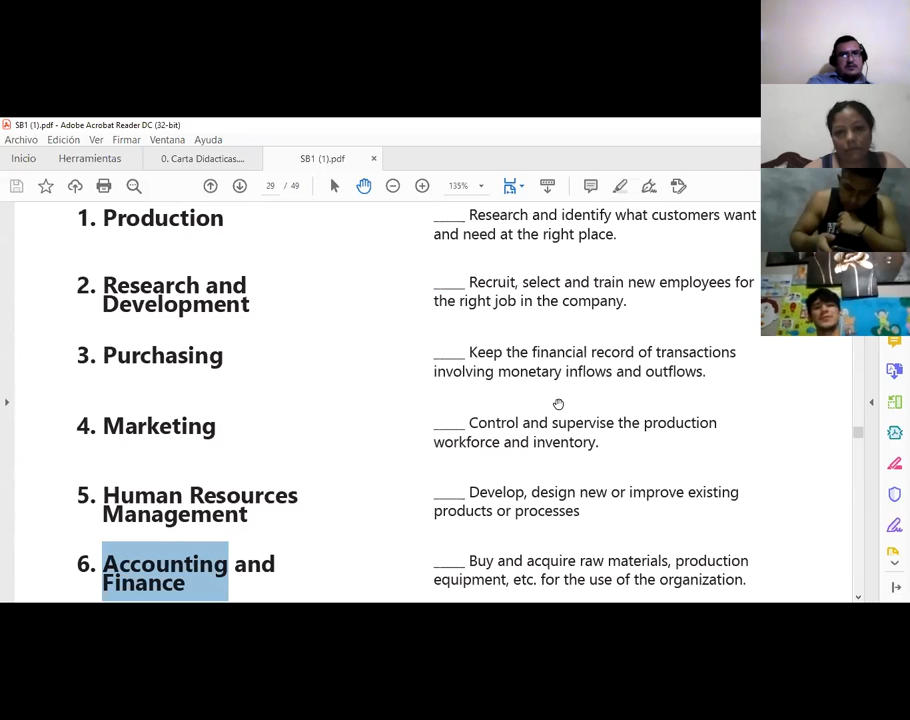 SB1 (1).pdf - Adobe Acrobat Reader DC (32-bit)
Archivo Edición Ver Firmar Ventana Ayuda
Inicio Herramientas 0. Carta Didacticas.... SB1 (1).pdf ×
29 / 49 135%
1. Production
_____ Research and identify what customers want
and need at the right place.
2. Research and
Development
_____ Recruit, select and train new employees for
the right job in the company.
3. Purchasing
_____ Keep the financial record of transactions
involving monetary inflows and outflows.
4. Marketing
_____ Control and supervise the production
workforce and inventory.
5. Human Resources
Management
_____ Develop, design new or improve existing
products or processes
6. Accounting and
Finance
_____ Buy and acquire raw materials, production
equipment, etc. for the use of the organization.